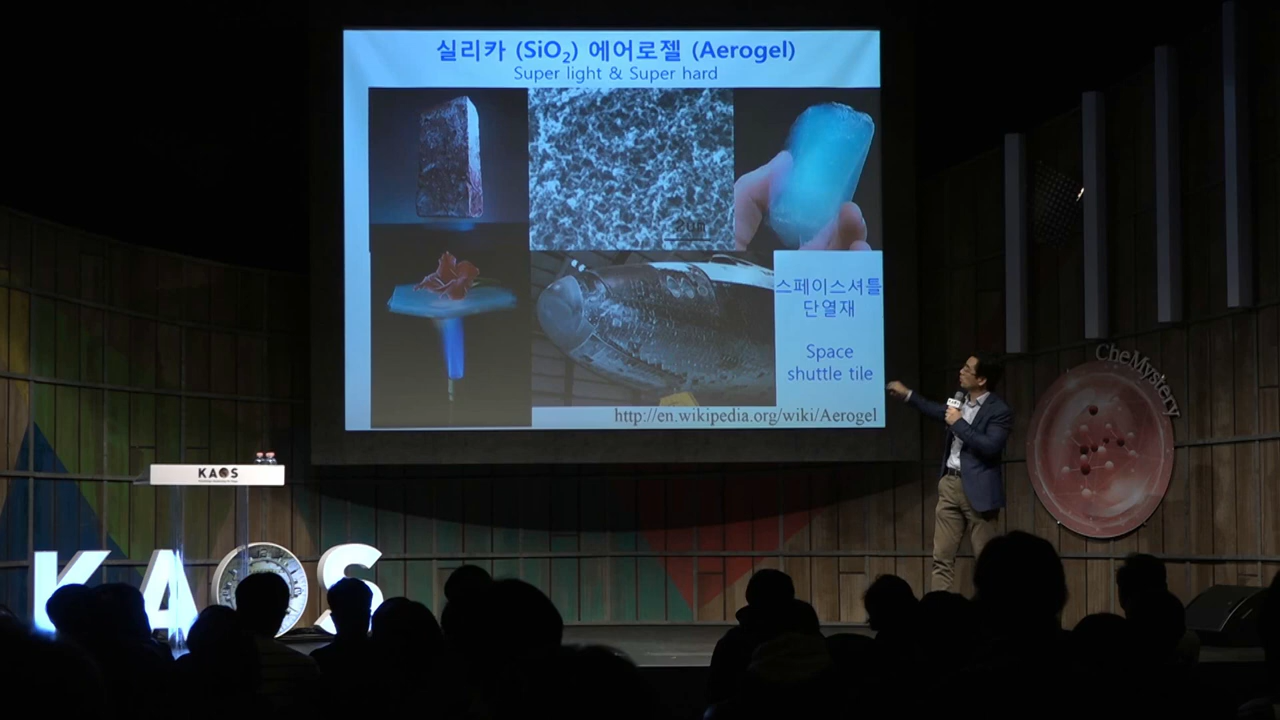 실리카 (SiO₂) 에어로젤 (Aerogel)
Super light & Super hard
2um
스페이스셔틀
단열재
Space
shuttle tile
http://en.wikipedia.org/wiki/Aerogel
CheMystery
KAOS
KAOS